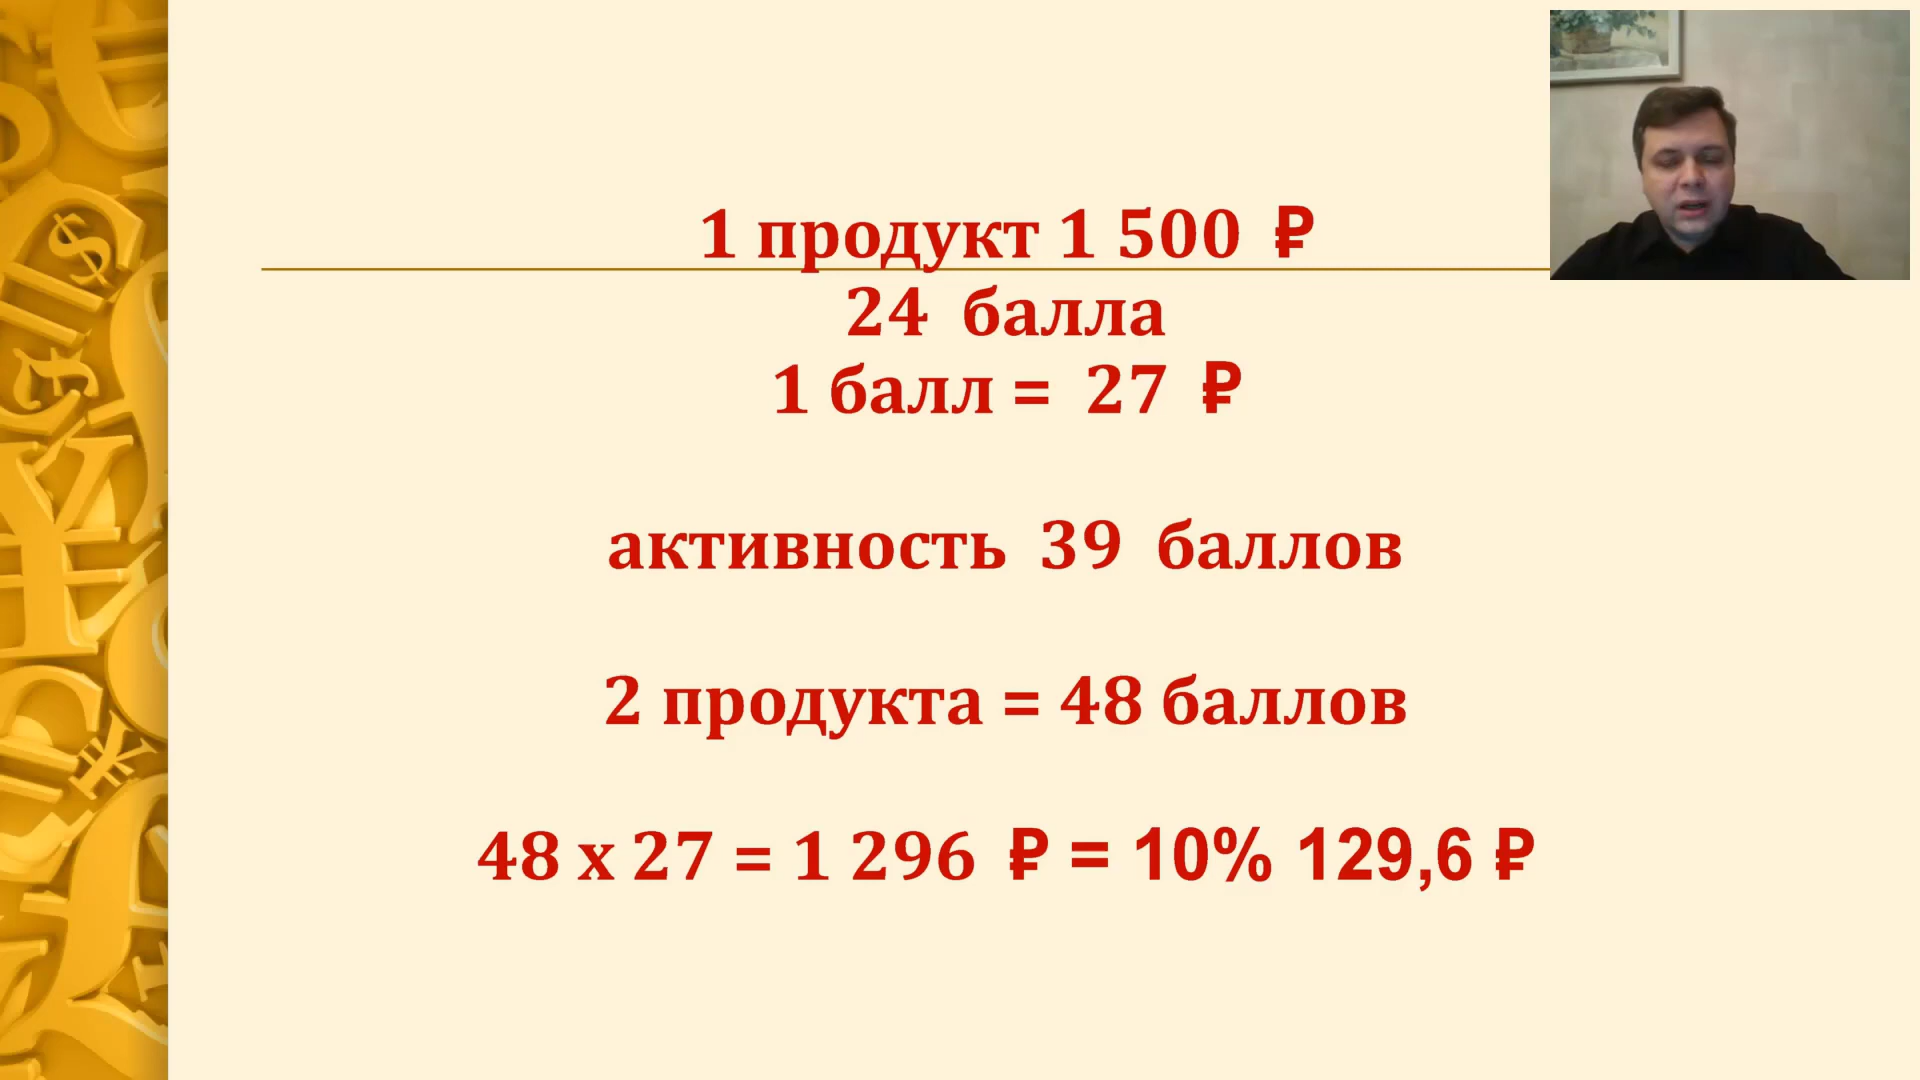 1 продукт 1 500 ₽
24 балла
1 балл = 27 ₽
активность 39 баллов
2 продукта = 48 баллов
48 х 27 = 1 296 ₽ = 10% 129,6 ₽